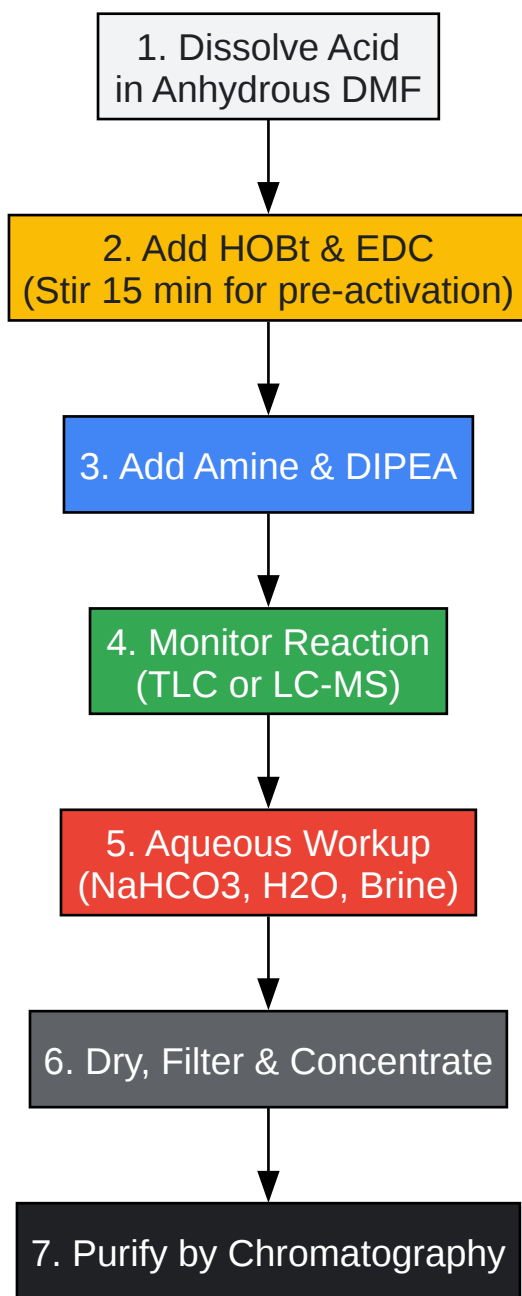 1. Dissolve Acid
in Anhydrous DMF
2. Add HOBt & EDC
(Stir 15 min for pre-activation)
3. Add Amine & DIPEA
4. Monitor Reaction
(TLC or LC-MS)
5. Aqueous Workup
(NaHCO3, H2O, Brine)
6. Dry, Filter & Concentrate
7. Purify by Chromatography